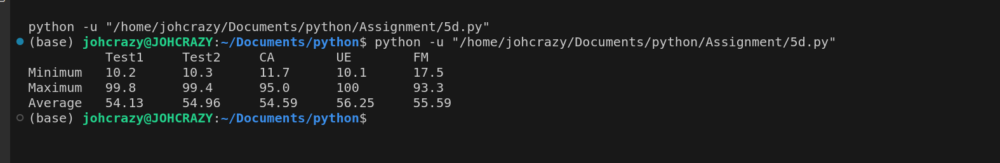 python -u "/home/johcrazy/Documents/python/Assignment/5d.py"
(base) johcrazy@JOHCRAZY:~/Documents/python$ python -u "/home/johcrazy/Documents/python/Assignment/5d.py"
Test1 Test2 CA UE FM
Minimum 10.2 10.3 11.7 10.1 17.5
Maximum 99.8 99.4 95.0 100 93.3
Average 54.13 54.96 54.59 56.25 55.59
(base) johcrazy@JOHCRAZY:~/Documents/python$